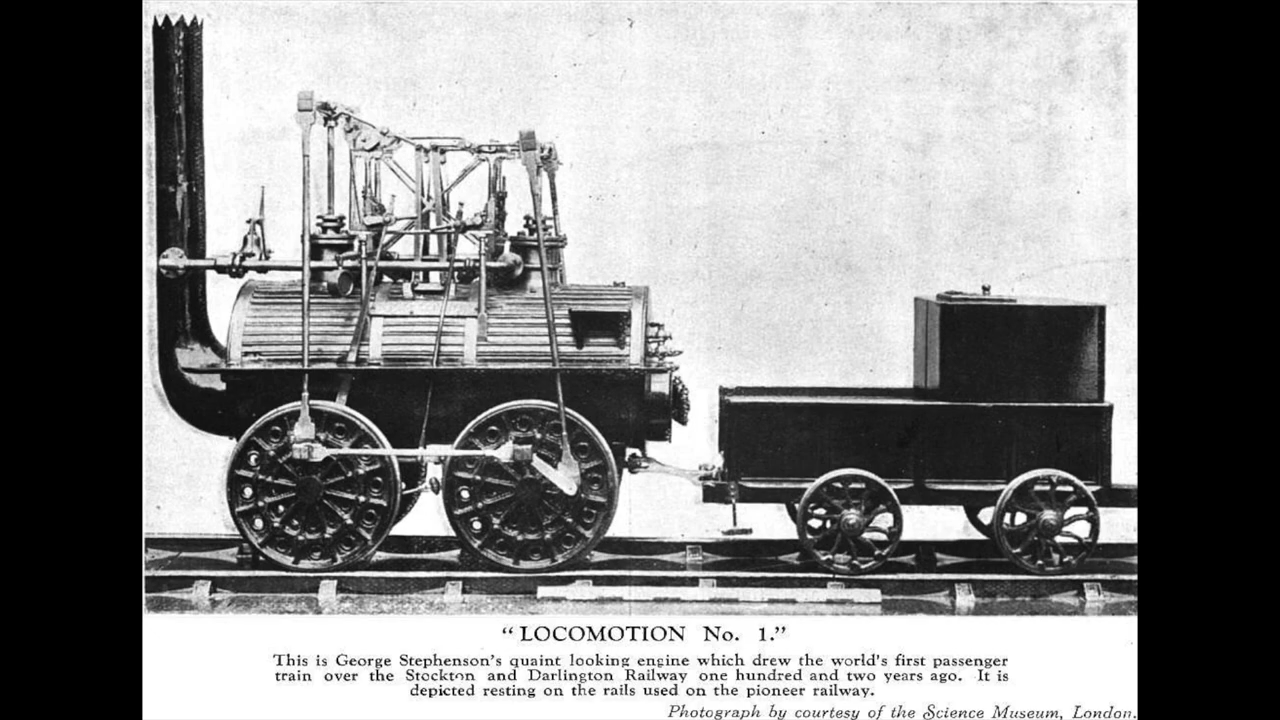 "LOCOMOTION No. 1."
This is George Stephenson's quaint looking engine which drew the world's first passenger
train over the Stockton and Darlington Railway one hundred and two years ago. It is
depicted resting on the rails used on the pioneer railway.
Photograph by courtesy of the Science Museum, London.